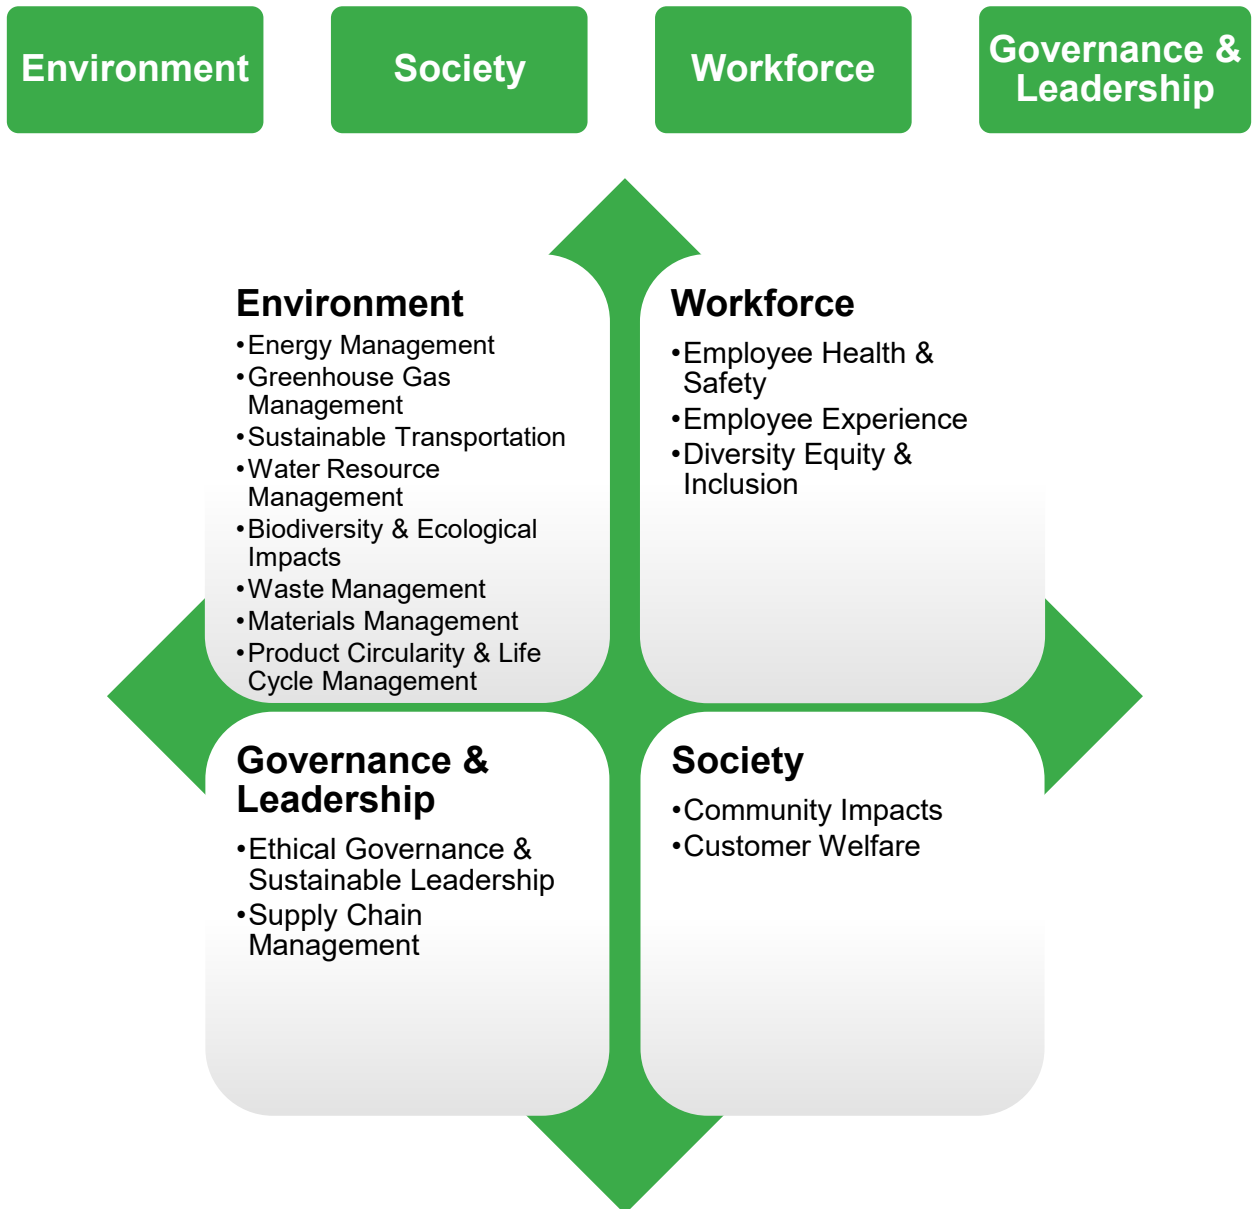 Environment
Society
Workforce
Governance &
Leadership
Environment
•Energy Management
•Greenhouse Gas
Management
•Sustainable Transportation
•Water Resource
Management
•Biodiversity & Ecological
Impacts
•Waste Management
•Materials Management
•Product Circularity & Life
Cycle Management
Workforce
•Employee Health &
Safety
•Employee Experience
•Diversity Equity &
Inclusion
Governance &
Leadership
•Ethical Governance &
Sustainable Leadership
•Supply Chain
Management
Society
•Community Impacts
•Customer Welfare